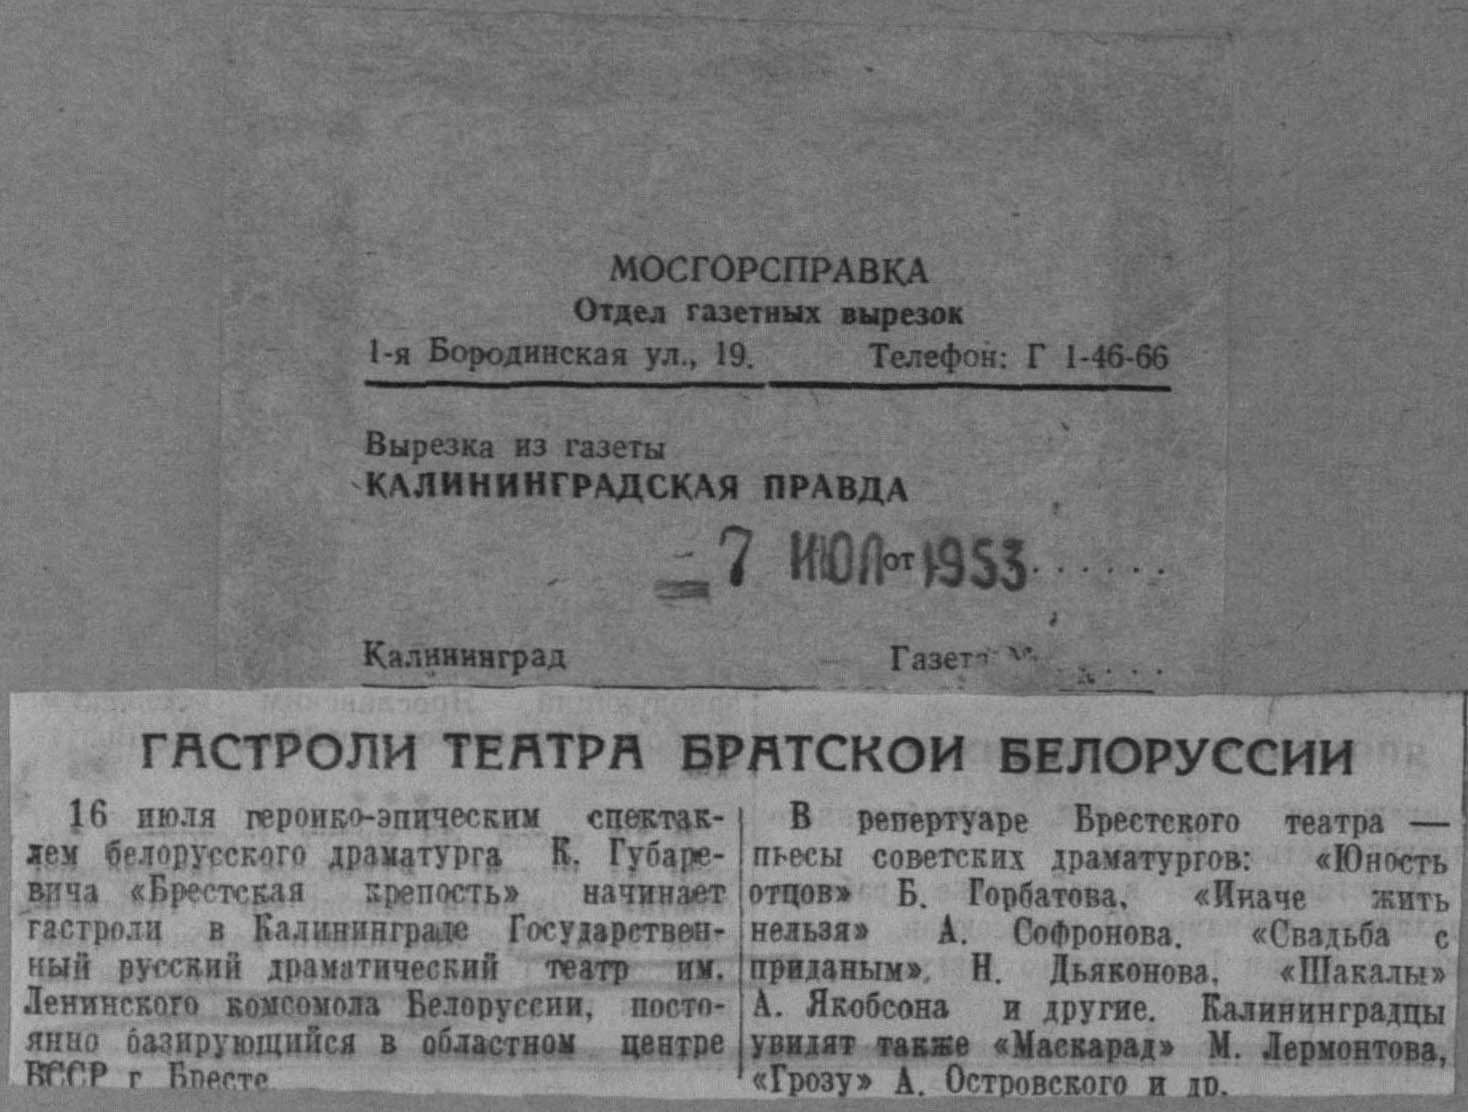 МОСГОРСПРАВКА
Отдел газетных вырезок
1-я Бородинская ул., 19. Телефон: Г 1-46-66
Вырезка из газеты
КАЛИНИНГРАДСКАЯ ПРАВДА
-7 ИЮЛ от 1953 . . . . . .
Калининград Газета № . . . .
ГАСТРОЛИ ТЕАТРА БРАТСКОЙ БЕЛОРУССИИ
16 июля героико-эпическим спектак-
лем белорусского драматурга К. Губаре-
вича «Брестская крепость» начинает
гастроли в Калининграде Государствен-
ный русский драматический театр им.
Ленинского комсомола Белоруссии, посто-
янно базирующийся в областном центре
БССР г Бресте
В репертуаре Брестского театра —
пьесы советских драматургов: «Юность
отцов» Б. Горбатова, «Иначе жить
нельзя» А. Софронова, «Свадьба с
приданым», Н. Дьяконова, «Шакалы»
А. Якобсона и другие. Калининградцы
увидят также «Маскарад» М. Лермонтова,
«Грозу» А. Островского и др.